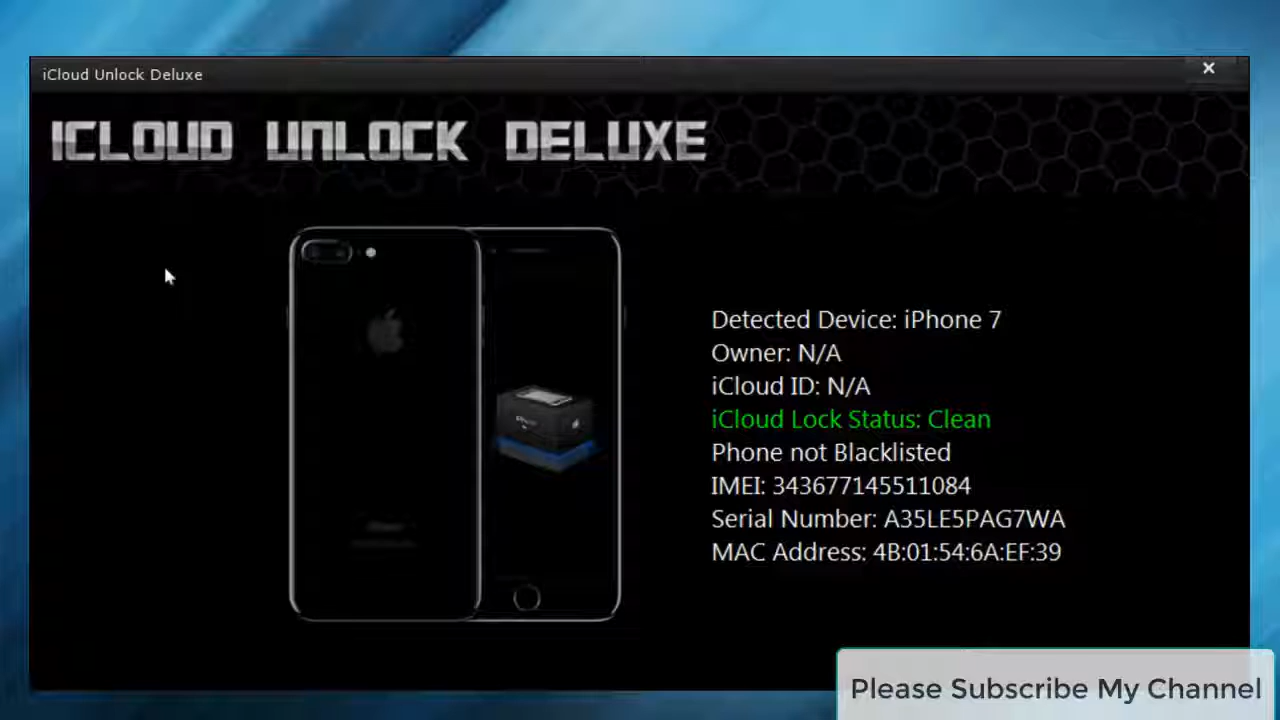 iCloud Unlock Deluxe
ICLOUD UNLOCK DELUXE
Detected Device: iPhone 7
Owner: N/A
iCloud ID: N/A
iCloud Lock Status: Clean
Phone not Blacklisted
IMEI: 343677145511084
Serial Number: A35LE5PAG7WA
MAC Address: 4B:01:54:6A:EF:39
Please Subscribe My Channel